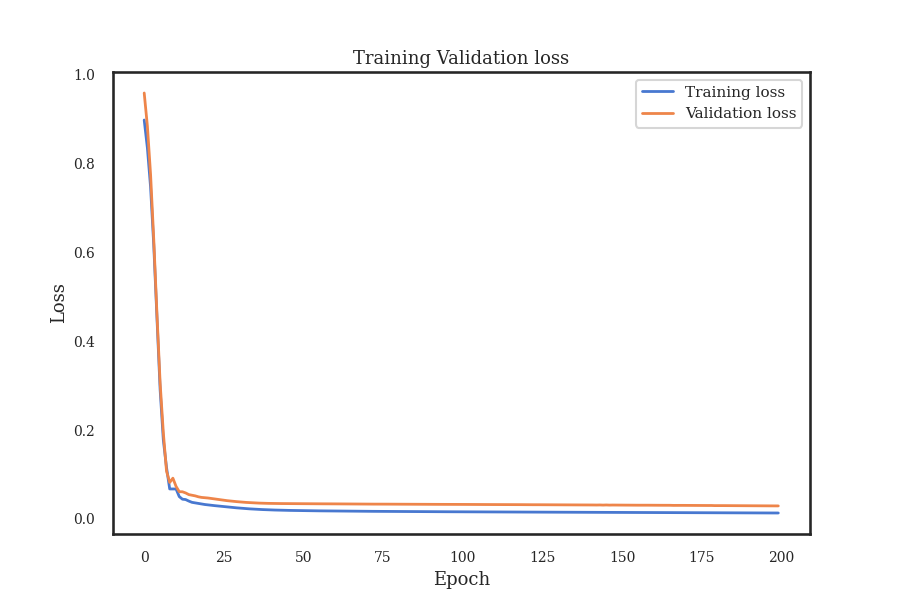 Training Validation loss
1.0
0.8
0.6
0.4
0.2
0.0
Loss
Training loss
Validation loss
0 25 50 75 100 125 150 175 200
Epoch